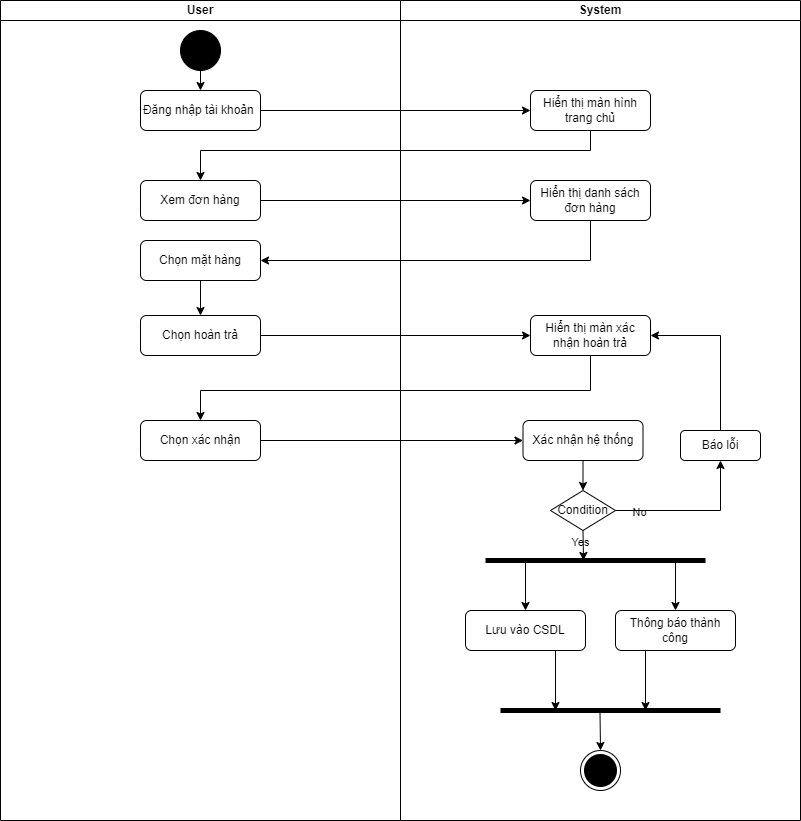 User
System
Đăng nhập tài khoản
Hiển thị màn hình
trang chủ
Xem đơn hàng
Hiển thị danh sách
đơn hàng
Chọn mặt hàng
Chọn hoàn trả
Hiển thị màn xác
nhận hoàn trả
Chọn xác nhận
Xác nhận hệ thống
Báo lỗi
Condition
No
Yes
Lưu vào CSDL
Thông báo thành
công